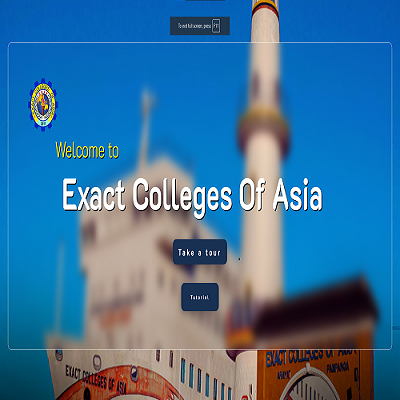 To exit full screen, press F11
Welcome to
Exact Colleges Of Asia
Take a tour
Tutorial
EXACT COLLEGES OF ASIA
EXACT COLLEGES OF ASIA
PAMPANGA